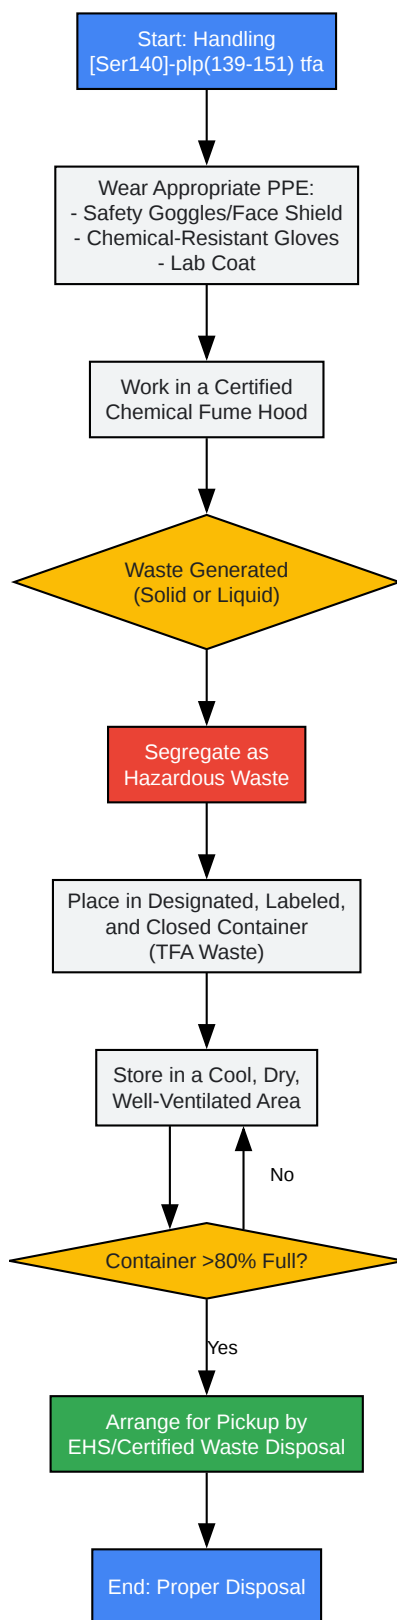 Start: Handling
[Ser140]-plp(139-151) tfa
Wear Appropriate PPE:
- Safety Goggles/Face Shield
- Chemical-Resistant Gloves
- Lab Coat
Work in a Certified
Chemical Fume Hood
Waste Generated
(Solid or Liquid)
Segregate as
Hazardous Waste
Place in Designated, Labeled,
and Closed Container
(TFA Waste)
Store in a Cool, Dry,
Well-Ventilated Area
No
Container >80% Full?
Yes
Arrange for Pickup by
EHS/Certified Waste Disposal
End: Proper Disposal